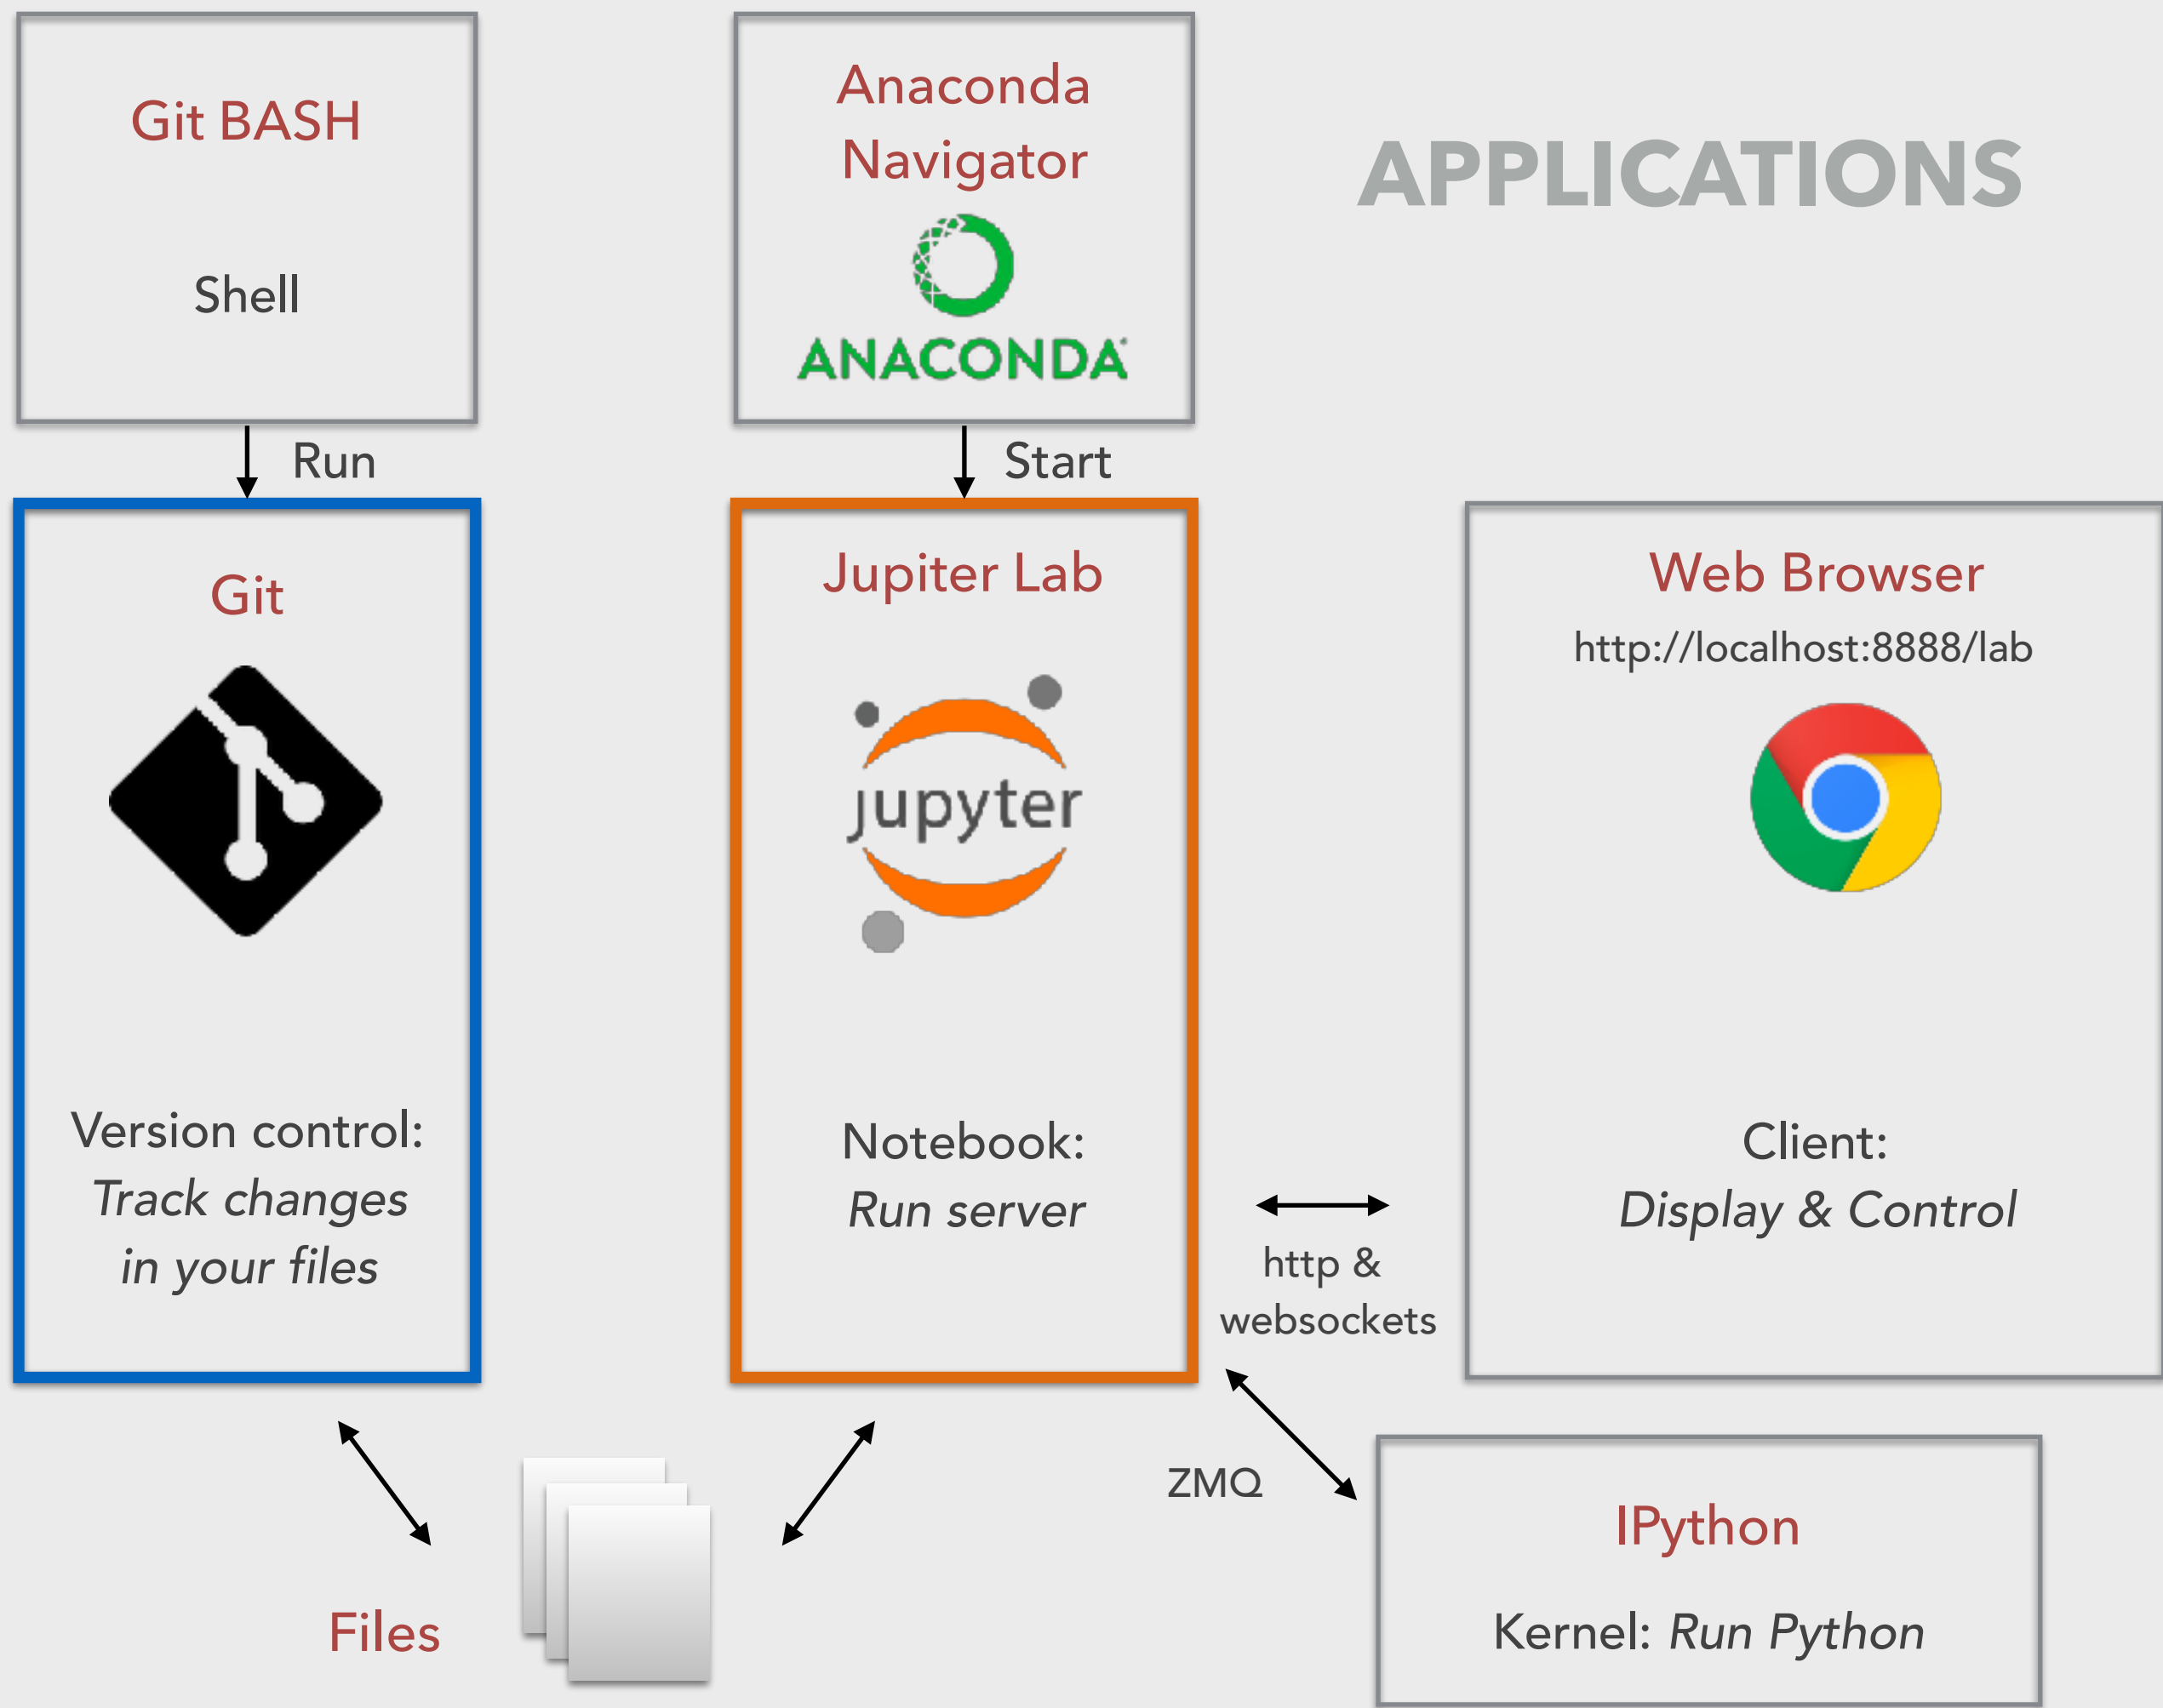 Git BASH
Shell
Anaconda
Navigator
ANACONDA
APPLICATIONS
Run
Start
Git
Version control:
Track changes
in your files
Jupiter Lab
jupyter
Notebook:
Run server
Web Browser
http://localhost:8888/lab
Client:
Display & Control
http &
websockets
ZMQ
Files
IPython
Kernel: Run Python